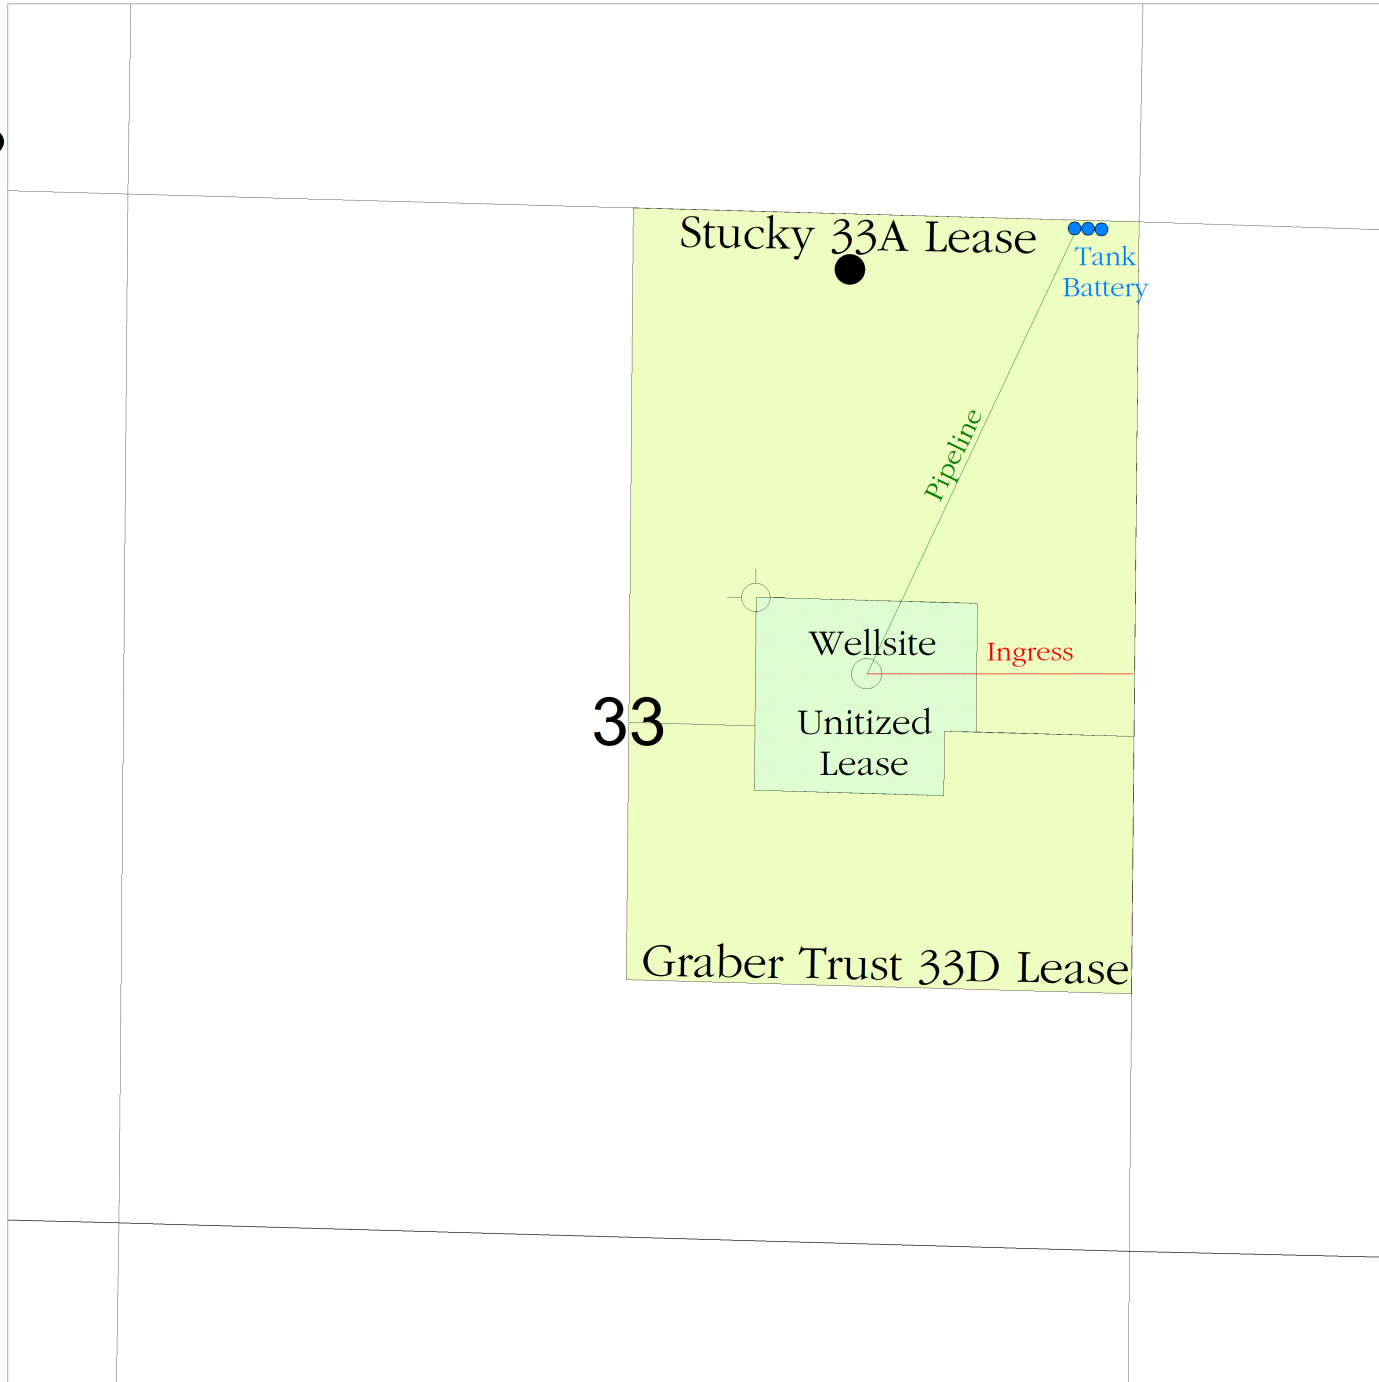 Stucky 33A Lease
Tank
Battery
Pipeline
Wellsite
Ingress
33
Unitized
Lease
Graber Trust 33D Lease